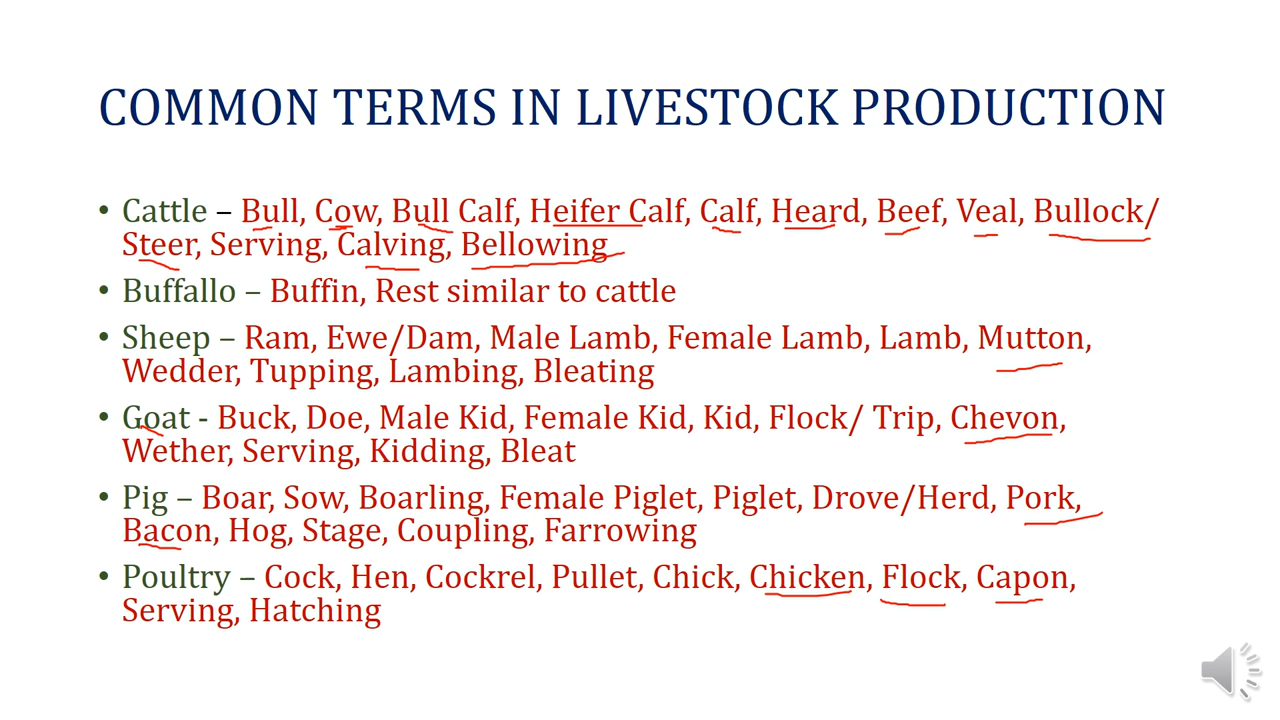 COMMON TERMS IN LIVESTOCK PRODUCTION
• Cattle – Bull, Cow, Bull Calf, Heifer Calf, Calf, Heard, Beef, Veal, Bullock/
Steer, Serving, Calving, Bellowing
• Buffallo – Buffin, Rest similar to cattle
• Sheep – Ram, Ewe/Dam, Male Lamb, Female Lamb, Lamb, Mutton,
Wedder, Tupping, Lambing, Bleating
• Goat - Buck, Doe, Male Kid, Female Kid, Kid, Flock/ Trip, Chevon,
Wether, Serving, Kidding, Bleat
• Pig – Boar, Sow, Boarling, Female Piglet, Piglet, Drove/Herd, Pork,
Bacon, Hog, Stage, Coupling, Farrowing
• Poultry – Cock, Hen, Cockrel, Pullet, Chick, Chicken, Flock, Capon,
Serving, Hatching